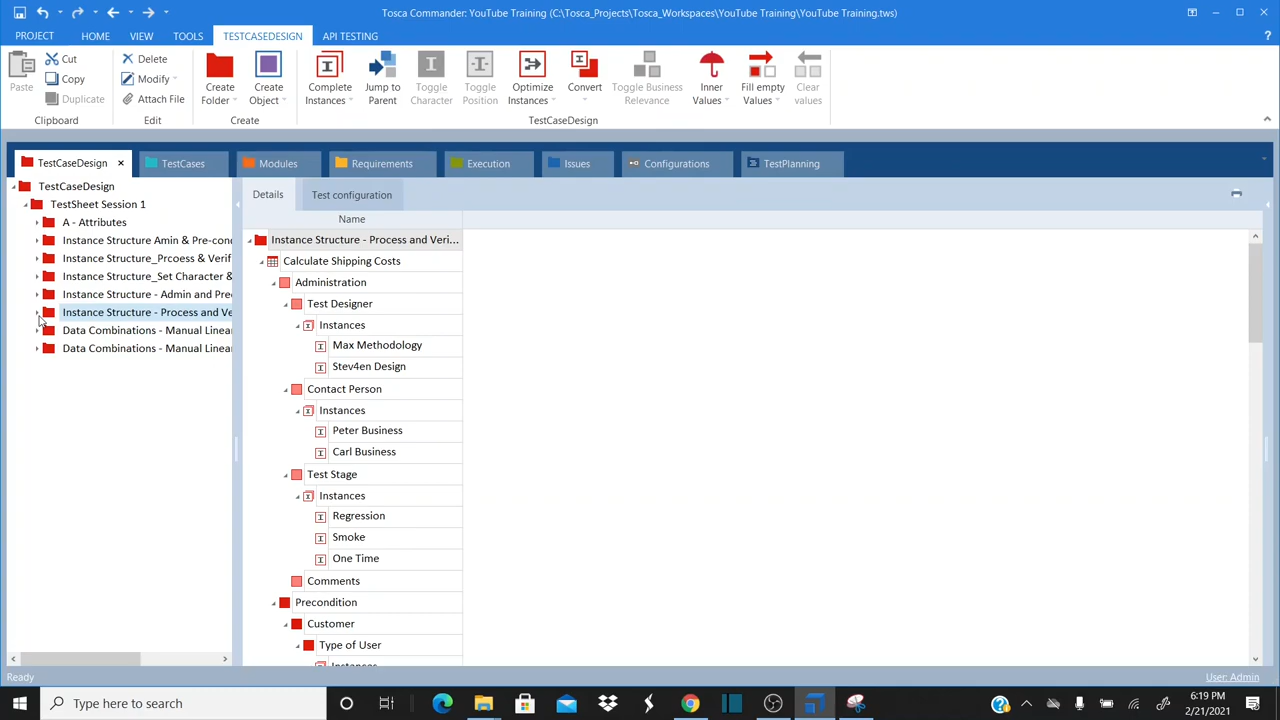 Tosca Commander: YouTube Training (C:\Tosca_Projects\Tosca_Workspaces\YouTube Training\YouTube Training.tws)
PROJECT HOME VIEW TOOLS TESTCASEDESIGN API TESTING
Paste
Cut
Copy
Duplicate
Clipboard
Delete
Modify
Attach File
Edit
Create Folder
Create Object
Create
Complete Instances
Jump to Parent
Toggle Character
Toggle Position
Optimize Instances
Convert
Toggle Business Relevance
Inner Values
Fill empty Values
Clear values
TestCaseDesign
TestCaseDesign TestCases Modules Requirements Execution Issues Configurations TestPlanning
TestCaseDesign
TestSheet Session 1
A - Attributes
Instance Structure Amin & Pre-con
Instance Structure_Prcoess & Verif
Instance Structure_Set Character &
Instance Structure - Admin and Pre
Instance Structure - Process and Ve
Data Combinations - Manual Linear
Data Combinations - Manual Linea
Details Test configuration
Name
Instance Structure - Process and Veri...
Calculate Shipping Costs
Administration
Test Designer
Instances
Max Methodology
Stev4en Design
Contact Person
Instances
Peter Business
Carl Business
Test Stage
Instances
Regression
Smoke
One Time
Comments
Precondition
Customer
Type of User
Instances
Ready
User: Admin
Type here to search
6:19 PM
2/21/2021